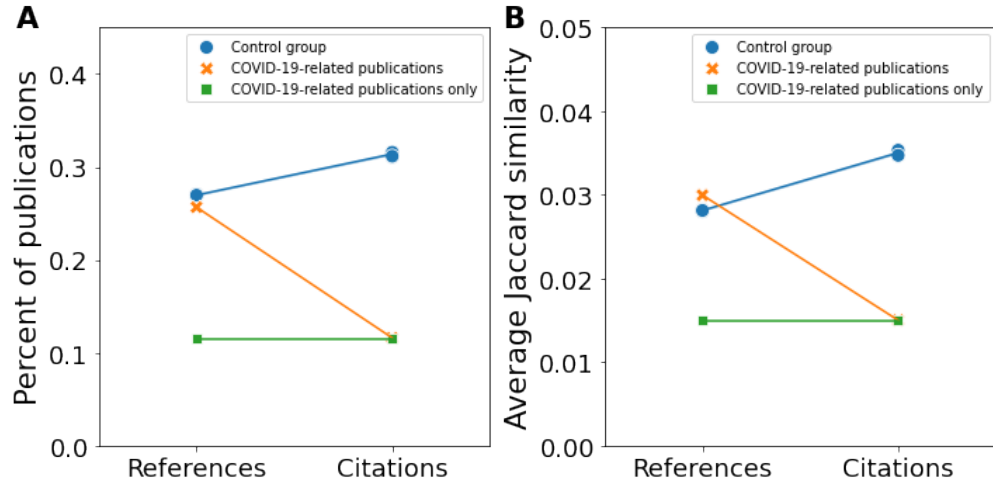 A
Percent of publications
0.4
0.3
0.2
0.1
0.0
Control group
COVID-19-related publications
COVID-19-related publications only
References
Citations
B
Average Jaccard similarity
0.05
0.04
0.03
0.02
0.01
0.00
Control group
COVID-19-related publications
COVID-19-related publications only
References
Citations